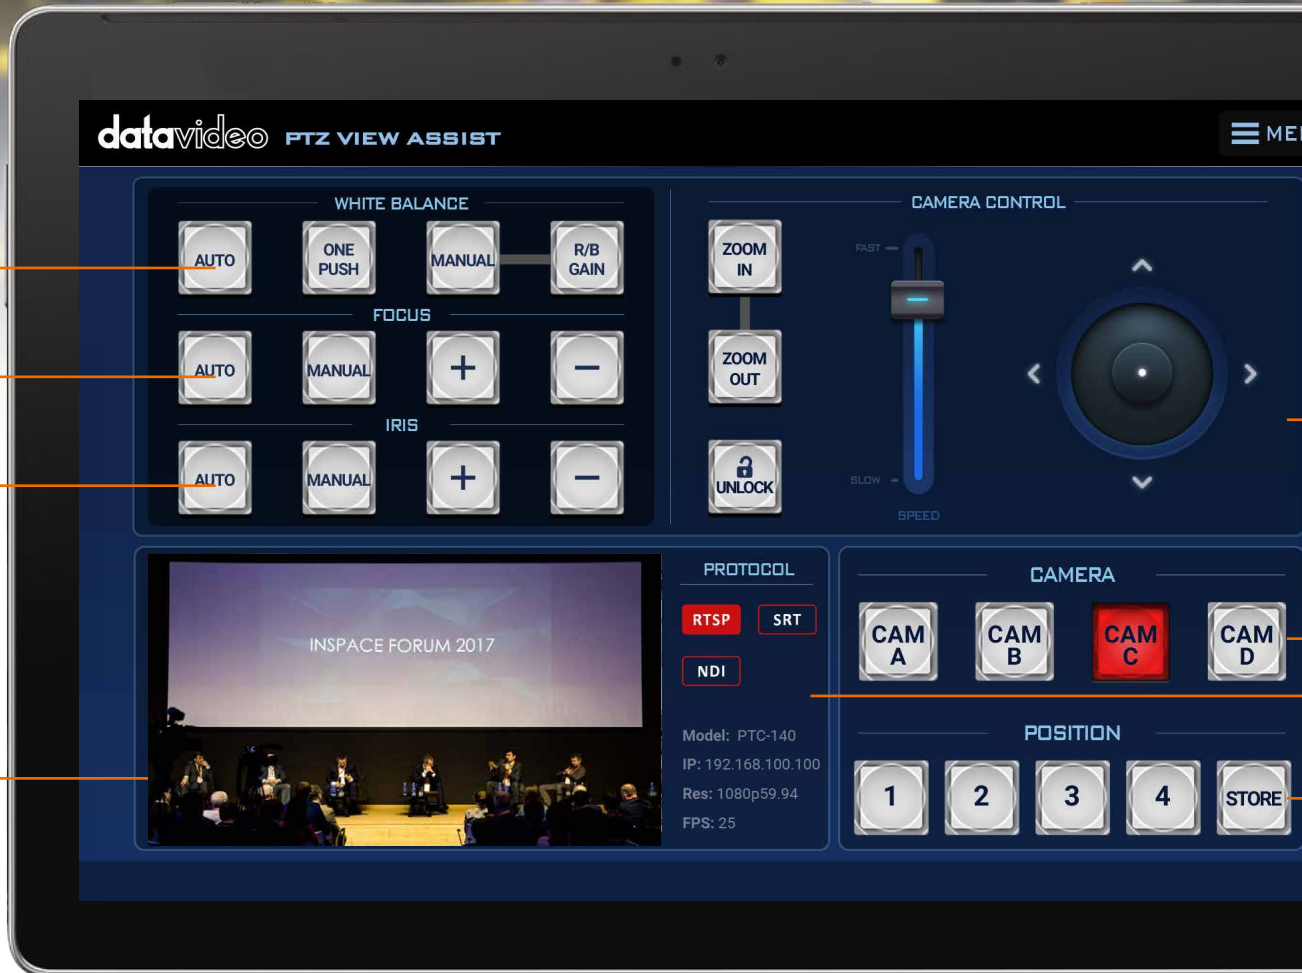 datavideo PTZ VIEW ASSIST
WHITE BALANCE
AUTO
ONE
PUSH
MANUAL
R/B
GAIN
FOCUS
AUTO
MANUAL
+
−
IRIS
AUTO
MANUAL
+
−
CAMERA CONTROL
ZOOM
IN
ZOOM
OUT
UNLOCK
FAST
SLOW
SPEED
INSPACE FORUM 2017
PROTOCOL
RTSP
SRT
NDI
Model: PTC-140
IP: 192.168.100.100
Res: 1080p59.94
FPS: 25
CAMERA
CAM
A
CAM
B
CAM
C
CAM
D
POSITION
1
2
3
4
STORE